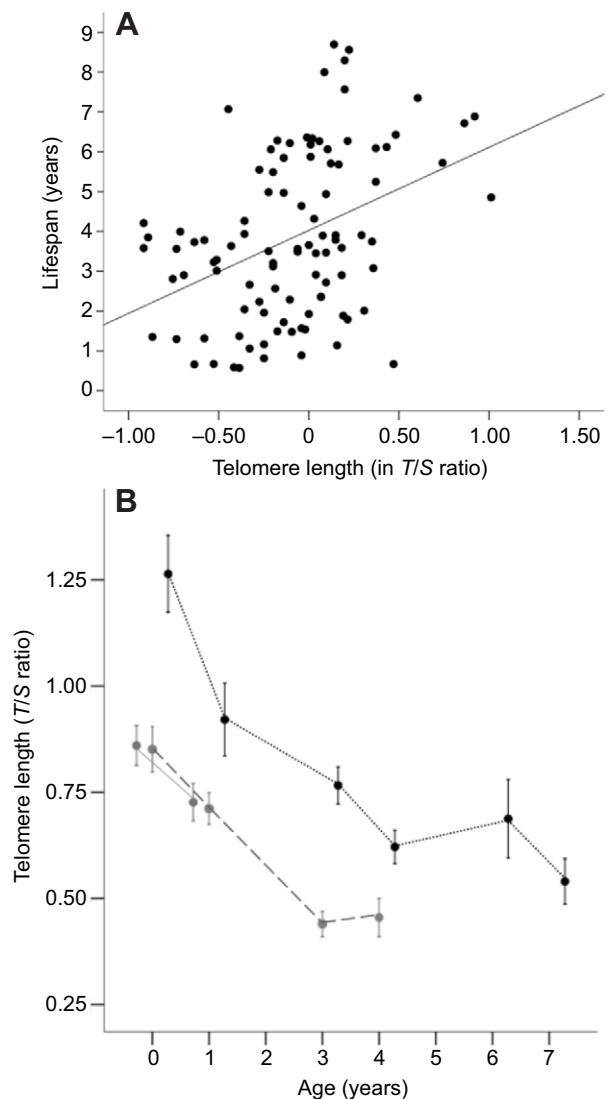 A
9
8
7
6
5
4
3
2
1
0
Lifespan (years)
–1.00 –0.50 0 0.50 1.00 1.50
Telomere length (in T/S ratio)
B
1.25
1.00
0.75
0.50
0.25
Telomere length (T/S ratio)
0 1 2 3 4 5 6 7
Age (years)